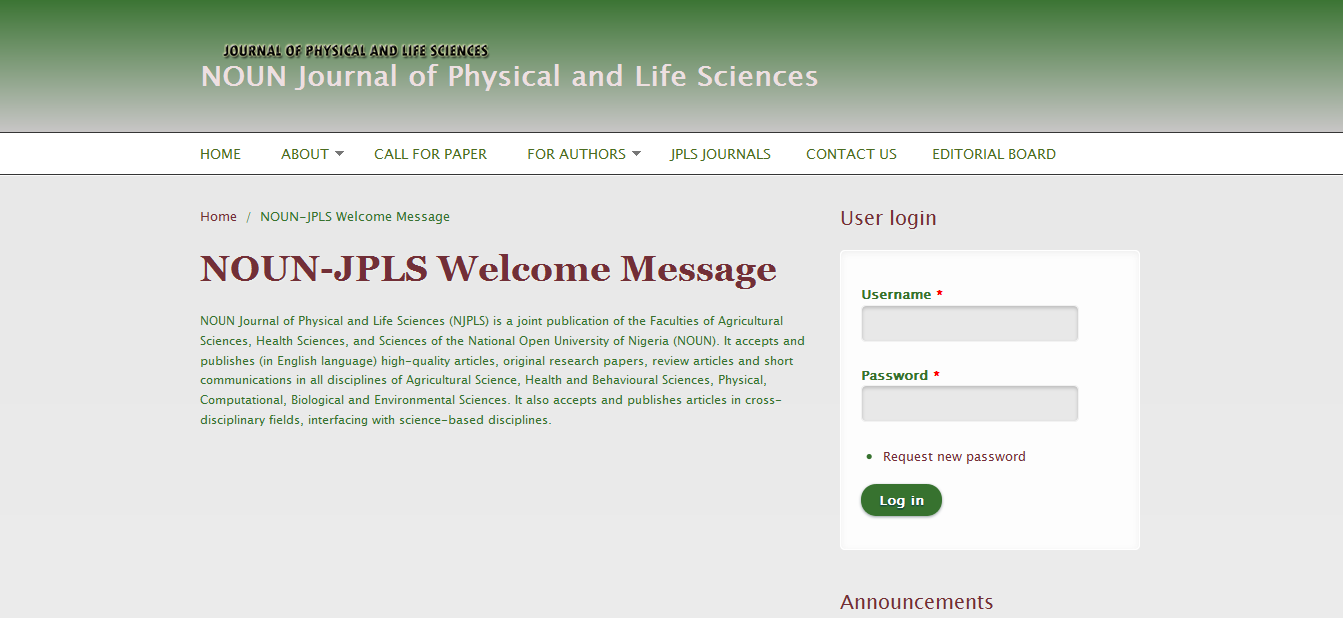 JOURNAL OF PHYSICAL AND LIFE SCIENCES
NOUN Journal of Physical and Life Sciences
HOME ABOUT CALL FOR PAPER FOR AUTHORS JPLS JOURNALS CONTACT US EDITORIAL BOARD
Home / NOUN-JPLS Welcome Message
NOUN-JPLS Welcome Message
NOUN Journal of Physical and Life Sciences (NJPLS) is a joint publication of the Faculties of Agricultural
Sciences, Health Sciences, and Sciences of the National Open University of Nigeria (NOUN). It accepts and
publishes (in English language) high-quality articles, original research papers, review articles and short
communications in all disciplines of Agricultural Science, Health and Behavioural Sciences, Physical,
Computational, Biological and Environmental Sciences. It also accepts and publishes articles in cross-
disciplinary fields, interfacing with science-based disciplines.
User login
Username *
Password *
• Request new password
Log in
Announcements